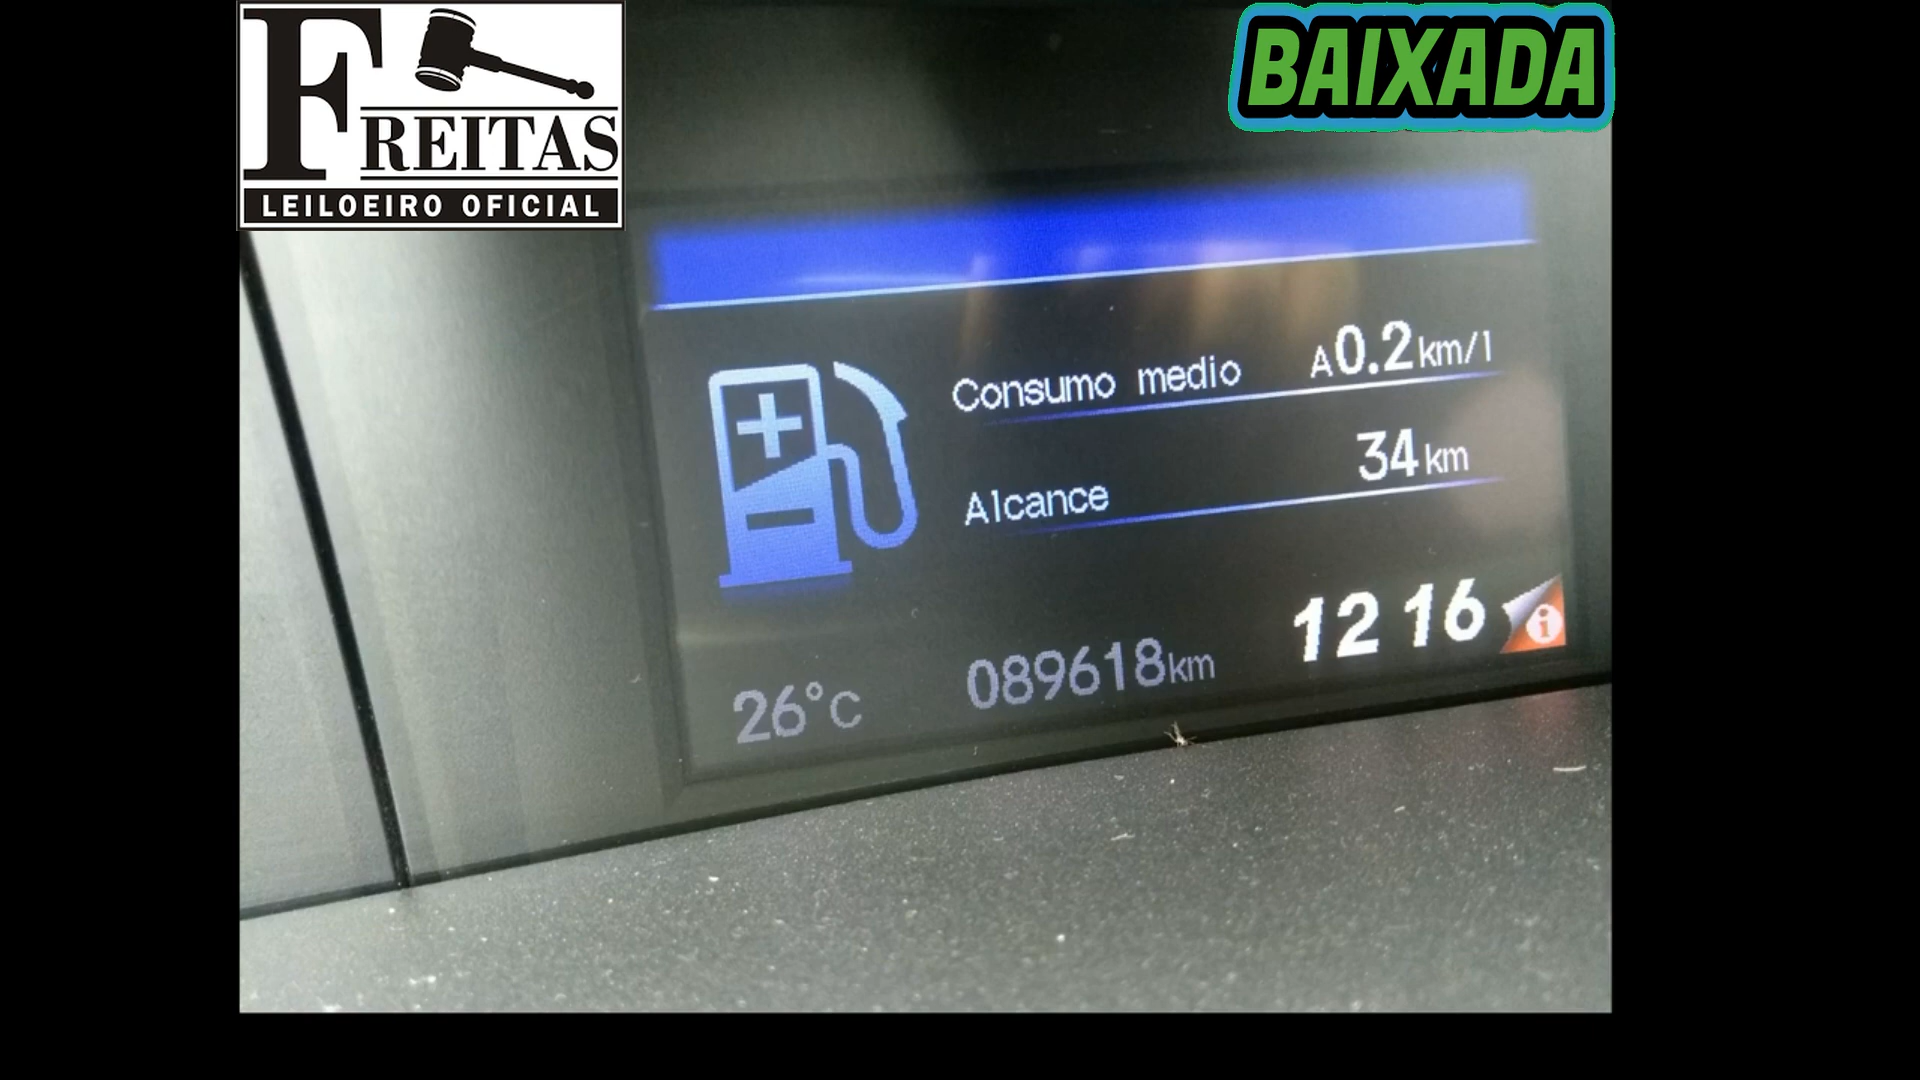 FREITAS
LEILOEIRO OFICIAL
BAIXADA
Consumo medio A0.2km/l
Alcance 34km
12 16
26°C 089618km